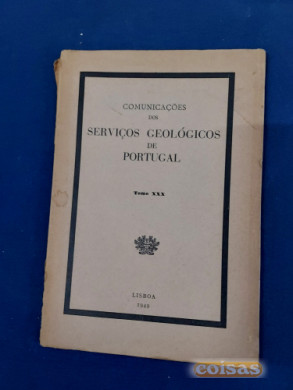 COMUNICAÇÕES
DOS
SERVIÇOS GEOLÓGICOS
DE
PORTUGAL
Tomo XXX
LISBOA
coisas